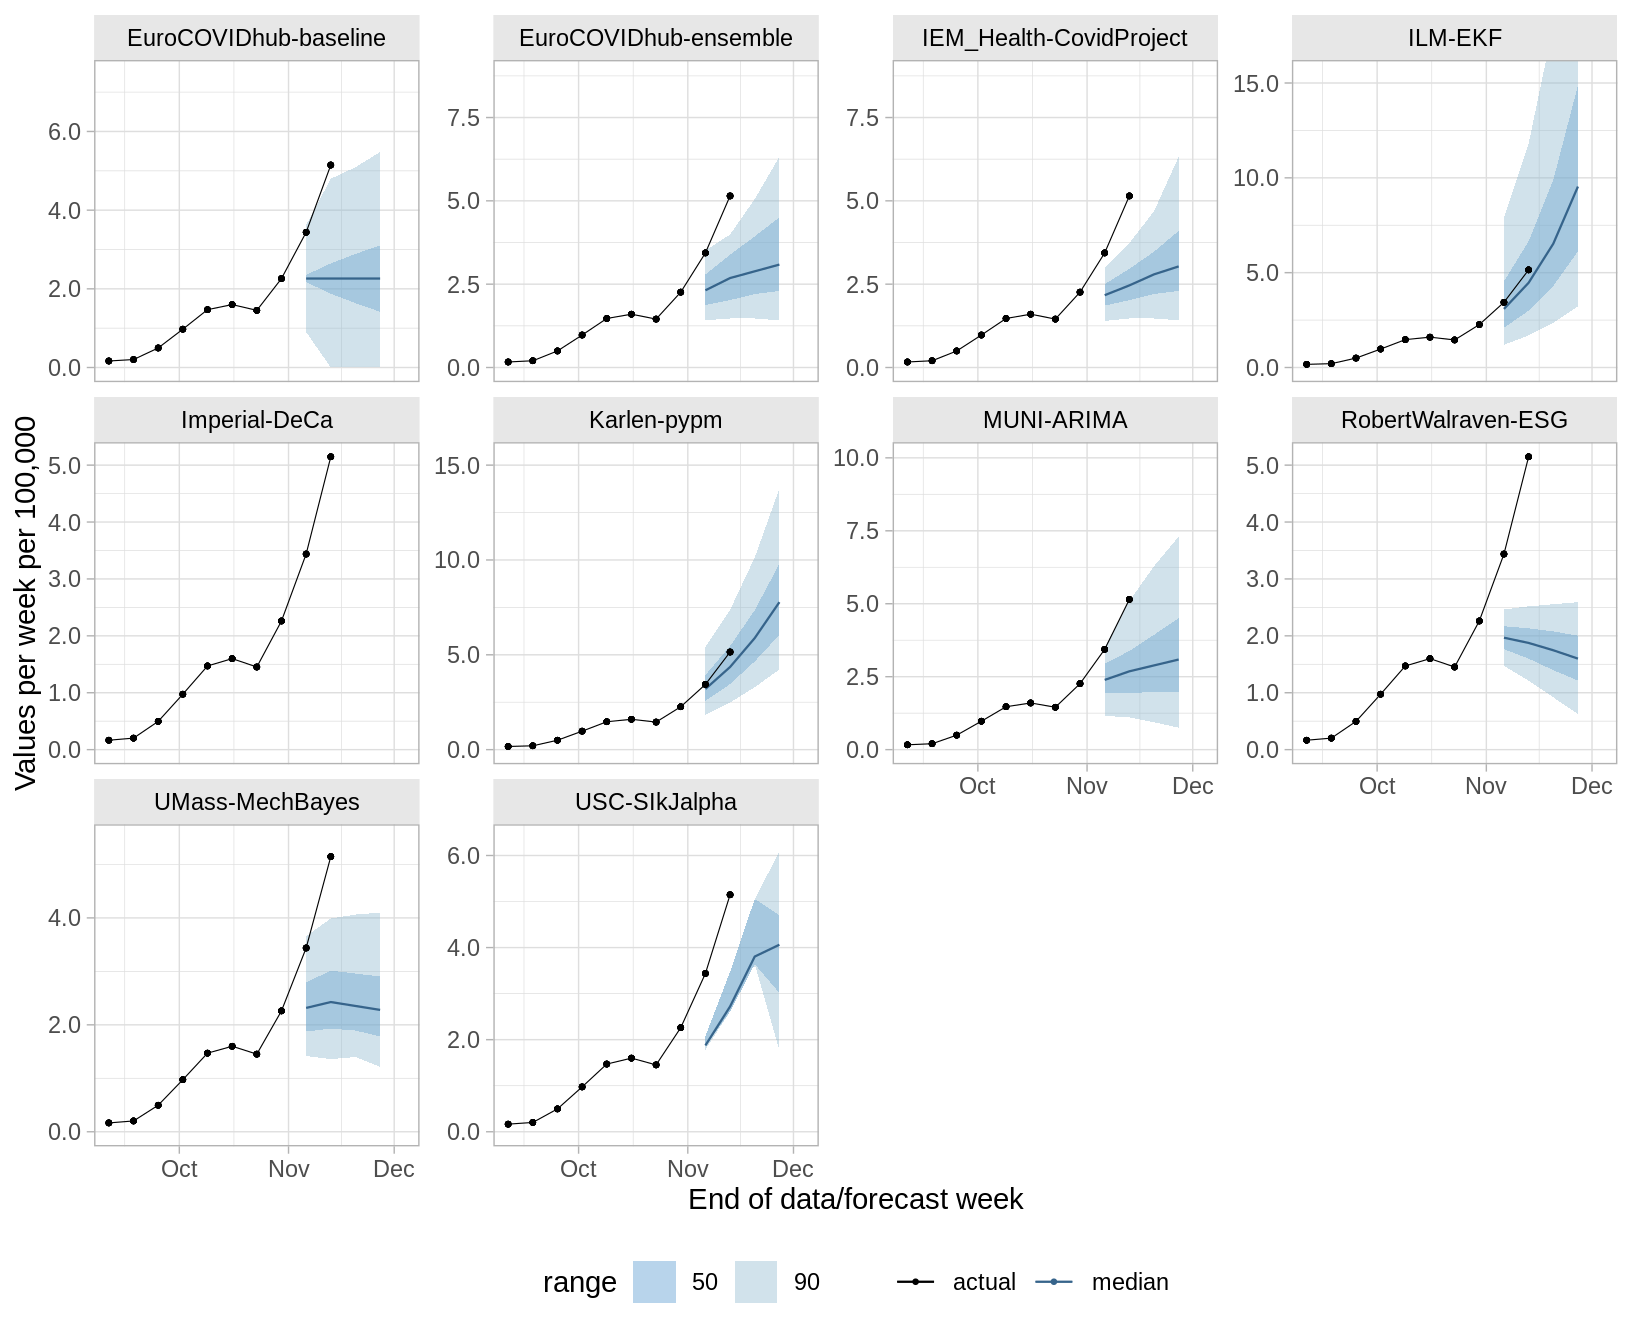 EuroCOVIDhub-baseline
EuroCOVIDhub-ensemble
IEM_Health-CovidProject
ILM-EKF
6.0
4.0
2.0
0.0
7.5
5.0
2.5
0.0
7.5
5.0
2.5
0.0
15.0
10.0
5.0
0.0
Values per week per 100,000
Imperial-DeCa
Karlen-pypm
MUNI-ARIMA
RobertWalraven-ESG
5.0
4.0
3.0
2.0
1.0
0.0
15.0
10.0
5.0
0.0
10.0
7.5
5.0
2.5
0.0
Oct Nov Dec
5.0
4.0
3.0
2.0
1.0
0.0
Oct Nov Dec
UMass-MechBayes
USC-SIkJalpha
4.0
2.0
0.0
Oct Nov Dec
6.0
4.0
2.0
0.0
Oct Nov Dec
End of data/forecast week
range 50 90 actual median